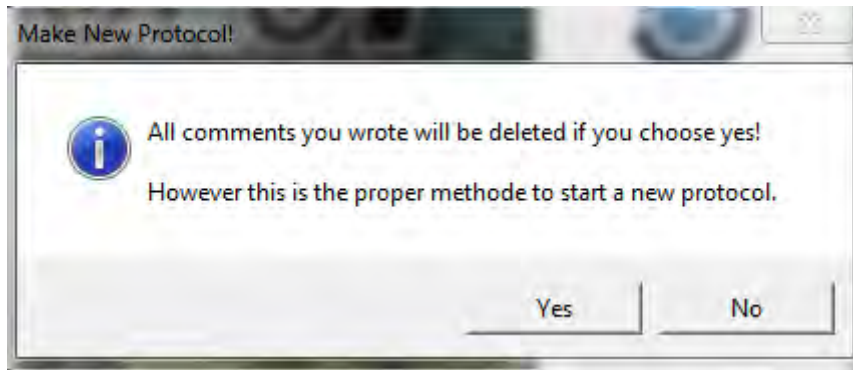 Make New Protocol!
All comments you wrote will be deleted if you choose yes!
However this is the proper methode to start a new protocol.
Yes
No